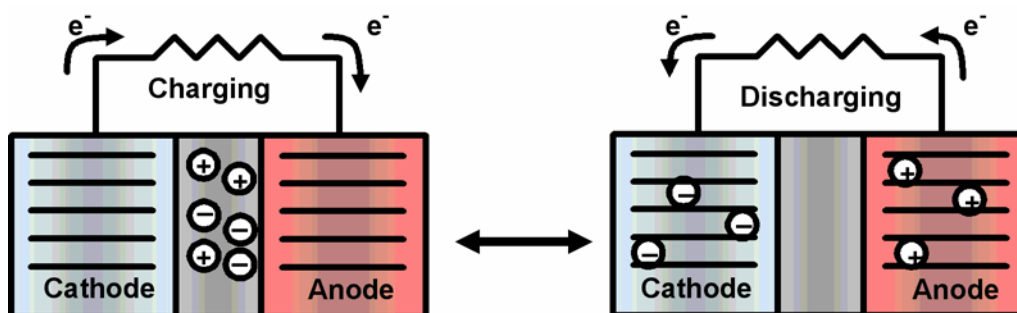 e-
e-
Charging
Cathode
Anode
+
+
−
−
+
−
e-
e-
Discharging
Cathode
Anode
−
−
−
+
+
+